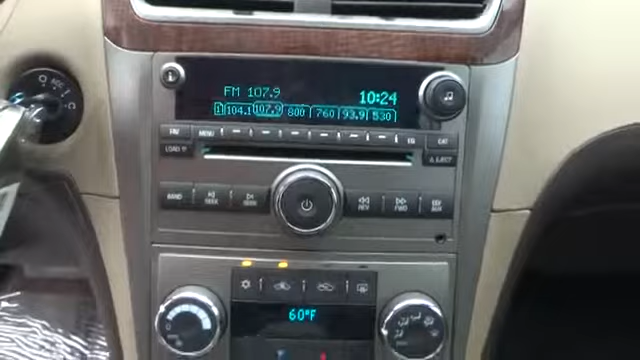 FM 107.9
10:24
1 104.1 107.9 800 760 93.9 530
FAV MENU CAT
LOAD EJECT
BAND SEEK REV FWD AUX
60°F